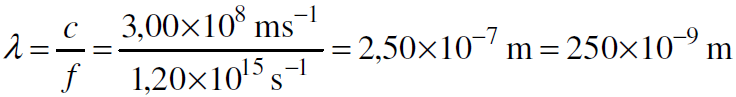 λ = c/f = 3,00×10⁸ ms⁻¹ / 1,20×10¹⁵ s⁻¹ = 2,50×10⁻⁷ m = 250×10⁻⁹ m